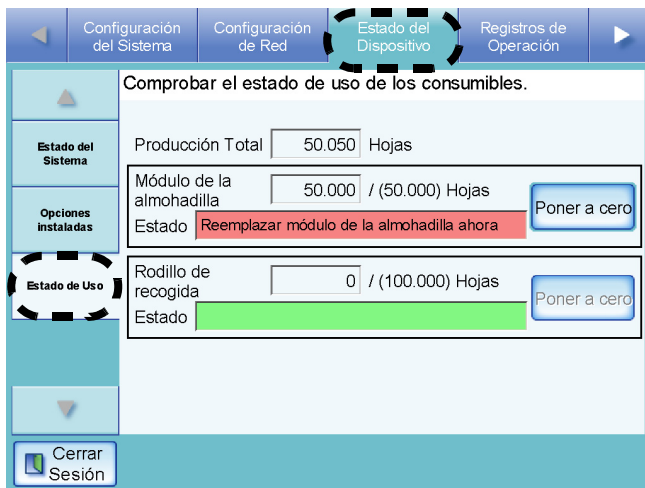 Configuración
del Sistema
Configuración
de Red
Estado del
Dispositivo
Registros de
Operación
Comprobar el estado de uso de los consumibles.
Estado del
Sistema
Opciones
instaladas
Estado de Uso
Producción Total 50.050 Hojas
Módulo de la
almohadilla
50.000 / (50.000) Hojas
Poner a cero
Estado Reemplazar módulo de la almohadilla ahora
Rodillo de
recogida
0 / (100.000) Hojas
Poner a cero
Estado
Cerrar
Sesión